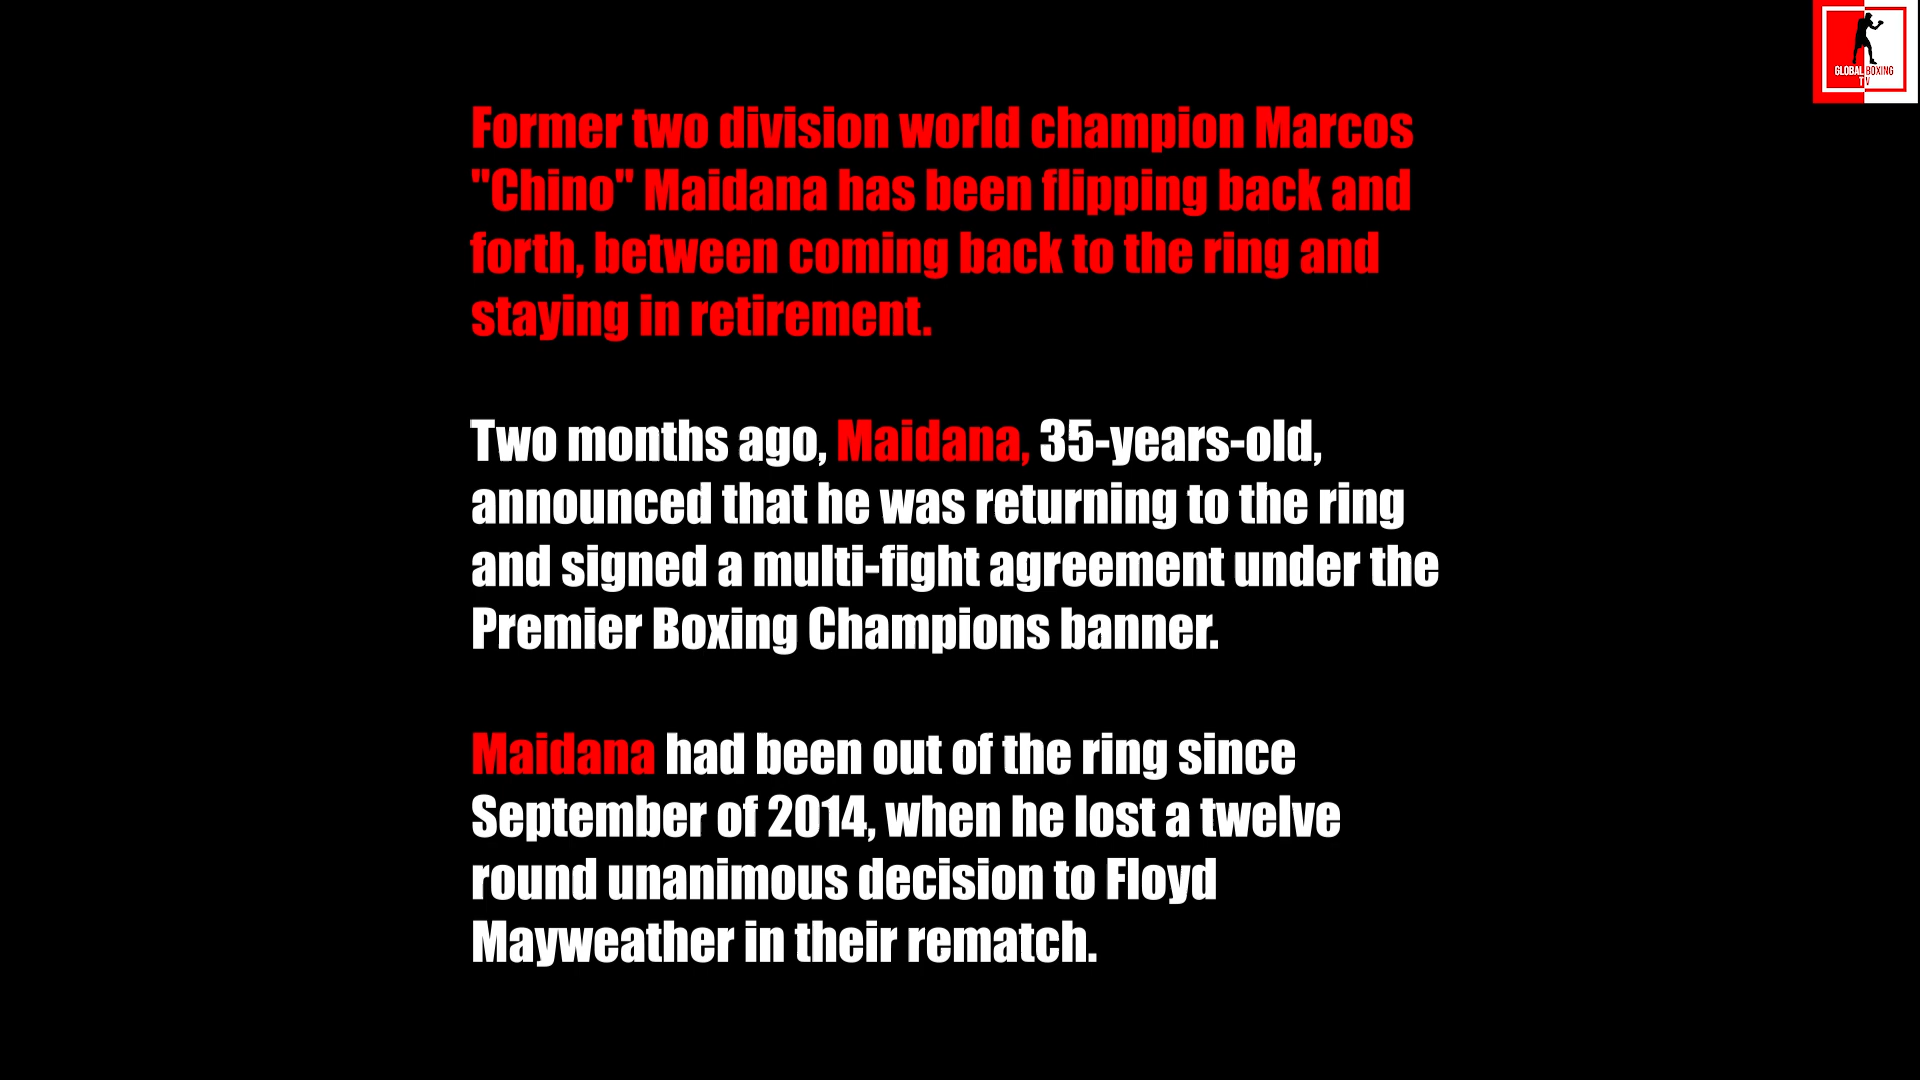 GLOBAL BOXING
TV
Former two division world champion Marcos
"Chino" Maidana has been flipping back and
forth, between coming back to the ring and
staying in retirement.
Two months ago, Maidana, 35-years-old,
announced that he was returning to the ring
and signed a multi-fight agreement under the
Premier Boxing Champions banner.
Maidana had been out of the ring since
September of 2014, when he lost a twelve
round unanimous decision to Floyd
Mayweather in their rematch.